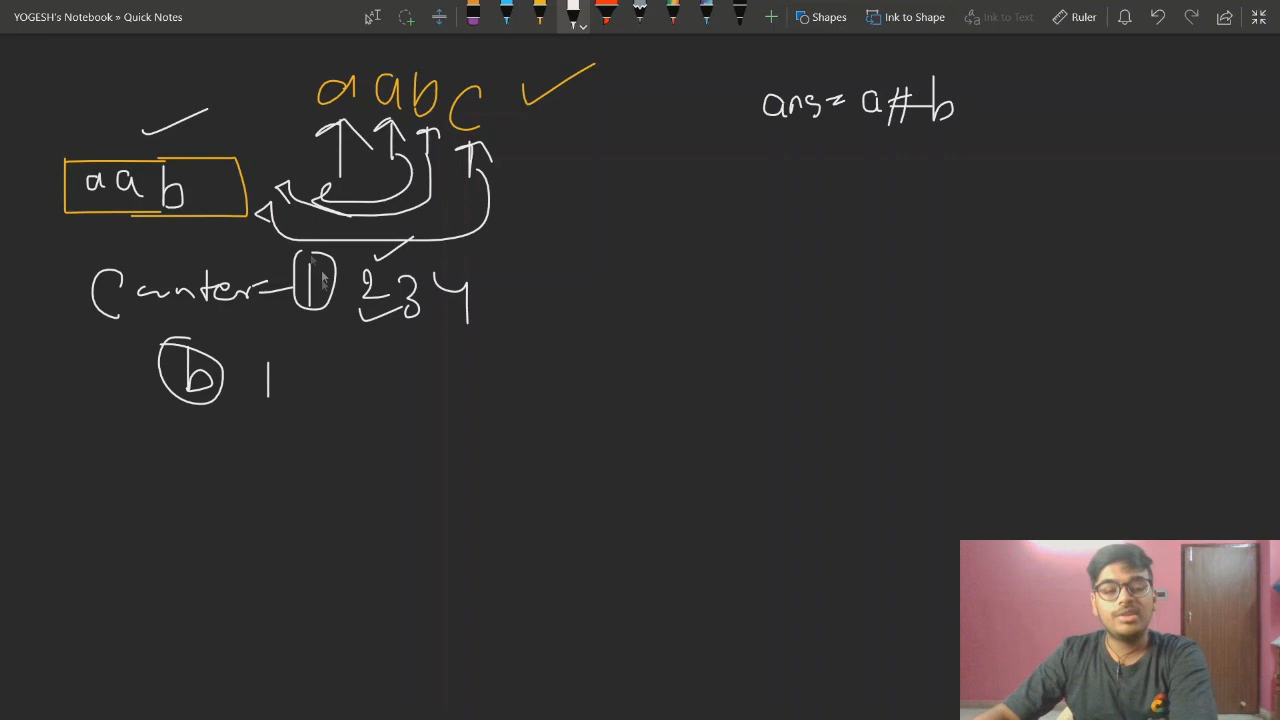 YOGESH's Notebook » Quick Notes
Shapes Ink to Shape Ink to Text Ruler
a a b c
ans= a#b
a a b
Counter= 1 2 3 4
b 1